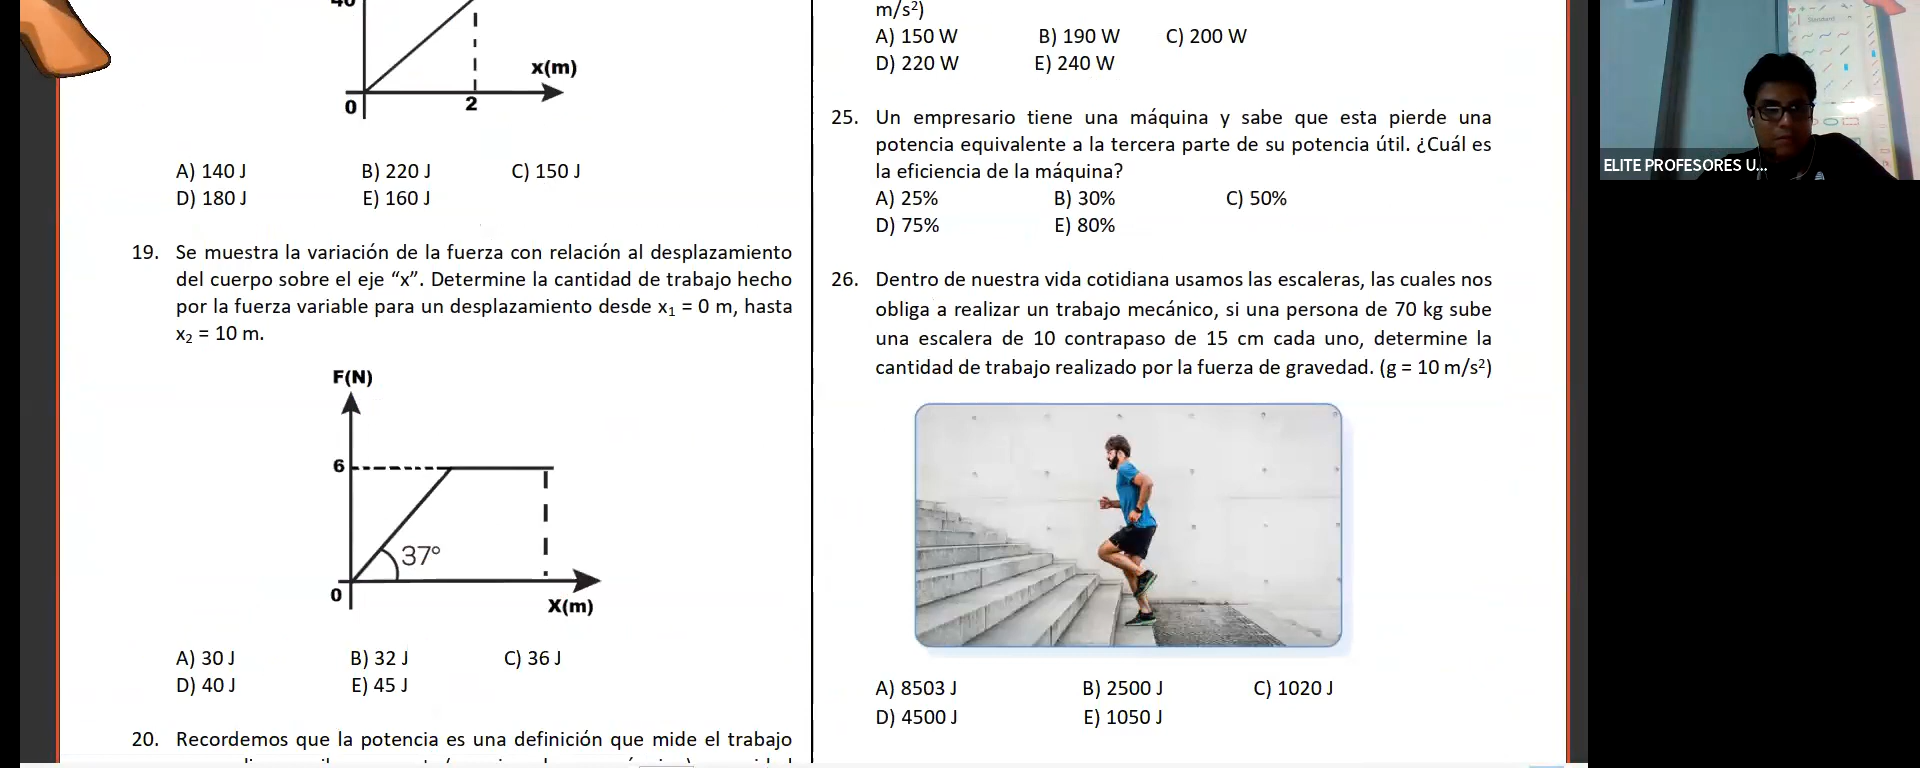 40
x(m)
0
2
A) 140 J B) 220 J C) 150 J
D) 180 J E) 160 J
19. Se muestra la variación de la fuerza con relación al desplazamiento
del cuerpo sobre el eje “x”. Determine la cantidad de trabajo hecho
por la fuerza variable para un desplazamiento desde x₁ = 0 m, hasta
x₂ = 10 m.
F(N)
6
37°
0
X(m)
A) 30 J B) 32 J C) 36 J
D) 40 J E) 45 J
20. Recordemos que la potencia es una definición que mide el trabajo
m/s²)
A) 150 W B) 190 W C) 200 W
D) 220 W E) 240 W
25. Un empresario tiene una máquina y sabe que esta pierde una
potencia equivalente a la tercera parte de su potencia útil. ¿Cuál es
la eficiencia de la máquina?
A) 25% B) 30% C) 50%
D) 75% E) 80%
26. Dentro de nuestra vida cotidiana usamos las escaleras, las cuales nos
obliga a realizar un trabajo mecánico, si una persona de 70 kg sube
una escalera de 10 contrapaso de 15 cm cada uno, determine la
cantidad de trabajo realizado por la fuerza de gravedad. (g = 10 m/s²)
A) 8503 J B) 2500 J C) 1020 J
D) 4500 J E) 1050 J
Standard
ELITE PROFESORES U...